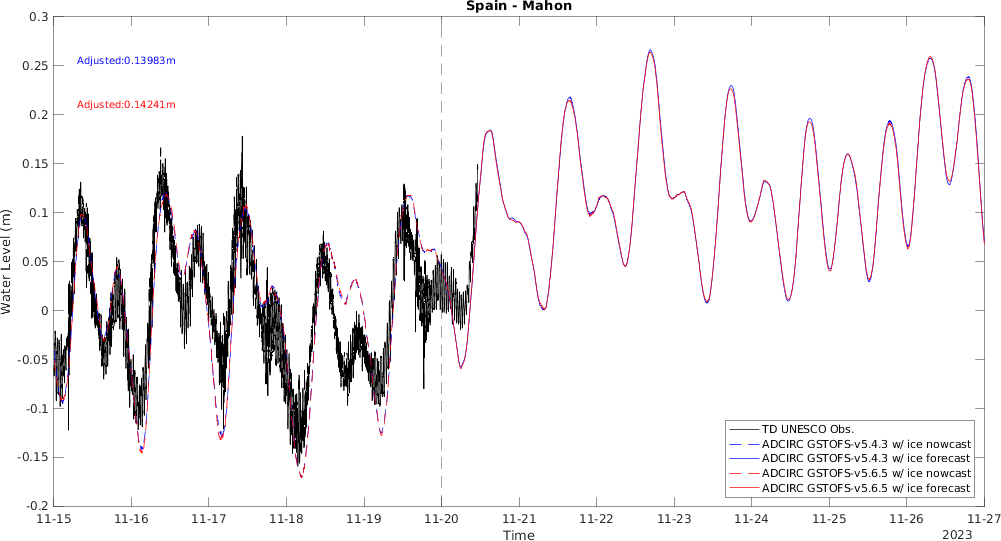 Spain - Mahon
Adjusted:0.13983m
Adjusted:0.14241m
Water Level (m)
0.3
0.25
0.2
0.15
0.1
0.05
0
-0.05
-0.1
-0.15
-0.2
TD UNESCO Obs.
ADCIRC GSTOFS-v5.4.3 w/ ice nowcast
ADCIRC GSTOFS-v5.4.3 w/ ice forecast
ADCIRC GSTOFS-v5.6.5 w/ ice nowcast
ADCIRC GSTOFS-v5.6.5 w/ ice forecast
11-15 11-16 11-17 11-18 11-19 11-20 11-21 11-22 11-23 11-24 11-25 11-26 11-27
Time
2023